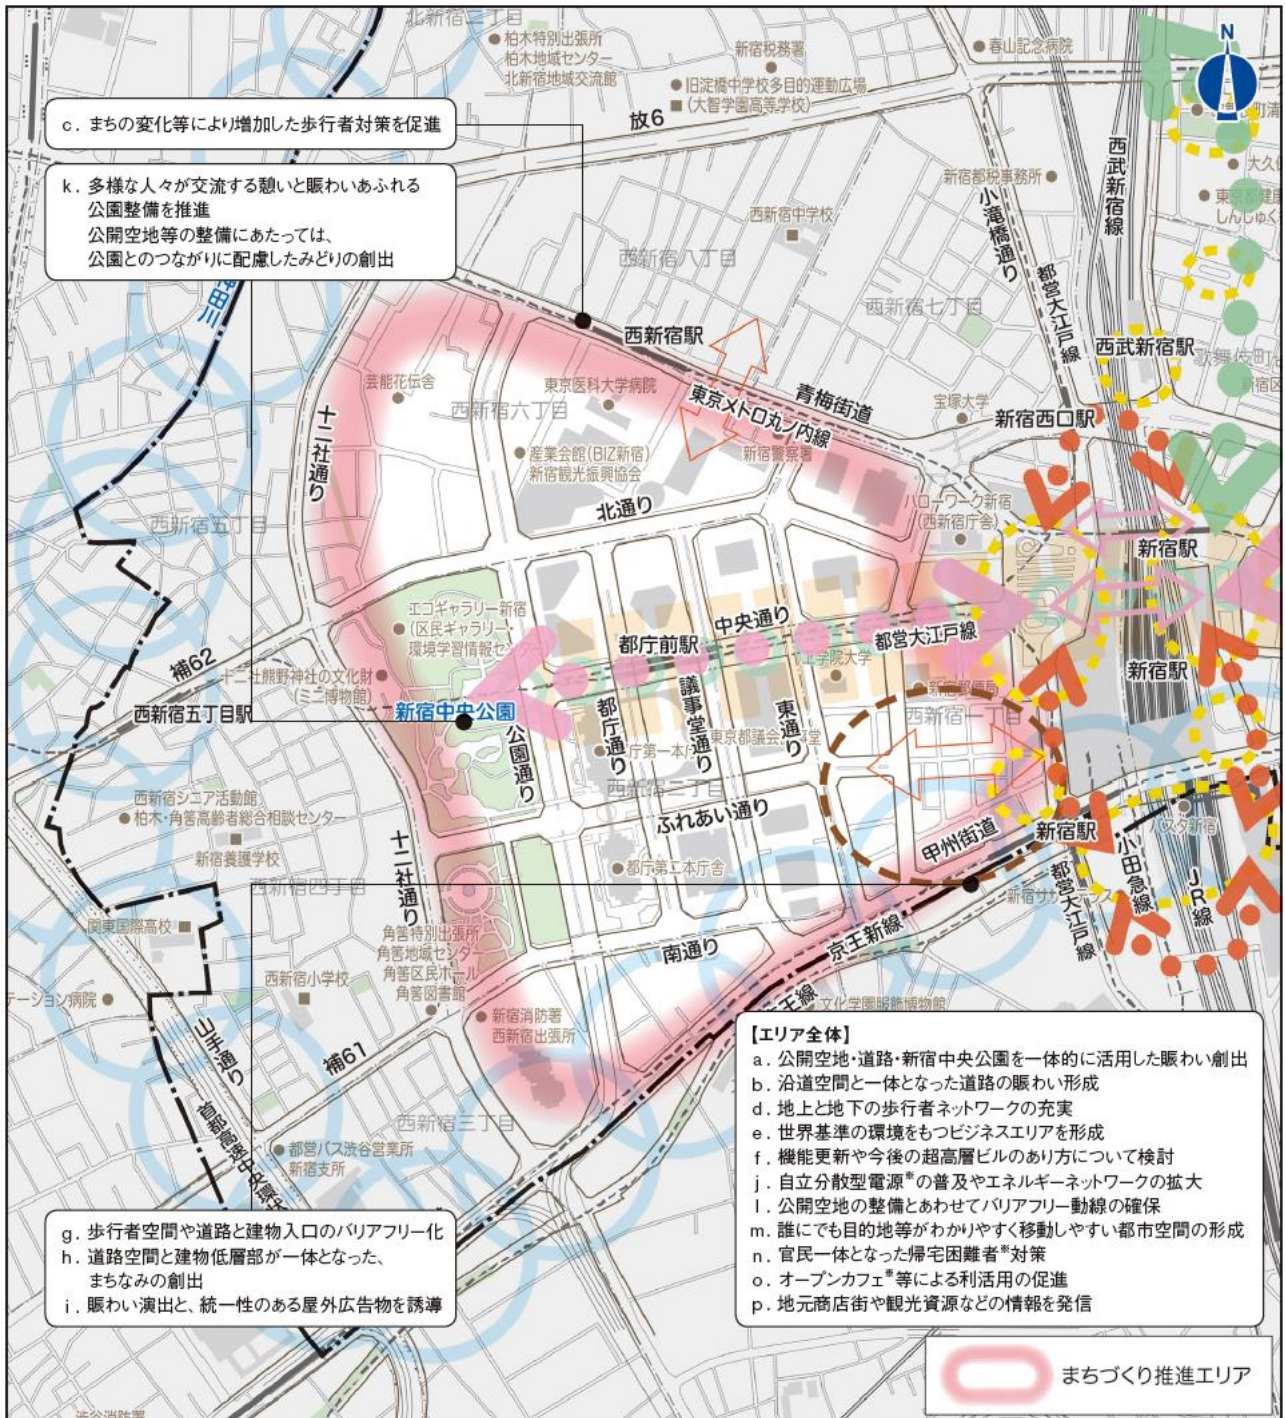 北新宿二丁目
柏木特別出張所
柏木地域センター
北新宿地域交流館
新宿税務署
旧淀橋中学校多目的運動広場
(大智学園高等学校)
春山記念病院
N
c. まちの変化等により増加した歩行者対策を促進
放6
k. 多様な人々が交流する憩いと賑わいあふれる
公園整備を推進
公開空地等の整備にあたっては、
公園とのつながりに配慮したみどりの創出
新宿都税事務所
西武新宿線
小滝橋通り
都営大江戸線
大久
しんじゅく
西新宿中学校
西新宿八丁目
西新宿七丁目
西新宿駅
西武新宿駅
歌舞伎町
新宿区
芸能花伝舎
西新宿六丁目
東京医科大学病院
東京メトロ丸ノ内線
青梅街道
宝塚大学
新宿西口駅
十二社通り
産業会館(BIZ新宿)
新宿観光振興協会
新宿警察署
ハローワーク新宿
(西新宿庁舎)
北通り
西新宿五丁目
新宿駅
エコギャラリー新宿
(区民ギャラリー・
環境学習情報セン
中央通り
都庁前駅
都営大江戸線
工学院大学
新宿駅
補62
十二社熊野神社の文化財
(ミニ博物館)
西新宿五丁目駅
新宿中央公園
公園通り
都庁通り
議事堂通り
東通り
新宿郵便局
西新宿一丁目
庁第一本
東京都議会
西新宿二丁目
西新宿シニア活動館
柏木・角筈高齢者総合相談センター
新宿養護学校
ふれあい通り
甲州街道
新宿駅
バスタ新宿
小田急線
都営大江戸線
JR線
西新宿四丁目
十二社通り
都庁第二本庁舎
関東国際高校
角筈特別出張所
角筈地域センター
角筈区民ホール
角筈図書館
南通り
京王新線
西新宿小学校
テーション病院
新宿消防署
西新宿出張所
文化学園服飾博物館
王線
山手通り
補61
首都高速中央環状
西新宿三丁目
都営バス渋谷営業所
新宿支所
【エリア全体】
a. 公開空地・道路・新宿中央公園を一体的に活用した賑わい創出
b. 沿道空間と一体となった道路の賑わい形成
d. 地上と地下の歩行者ネットワークの充実
e. 世界基準の環境をもつビジネスエリアを形成
f. 機能更新や今後の超高層ビルのあり方について検討
j. 自立分散型電源*の普及やエネルギーネットワークの拡大
l. 公開空地の整備とあわせてバリアフリー動線の確保
m. 誰にでも目的地等がわかりやすく移動しやすい都市空間の形成
n. 官民一体となった帰宅困難者*対策
o. オープンカフェ*等による利活用の促進
p. 地元商店街や観光資源などの情報を発信
g. 歩行者空間や道路と建物入口のバリアフリー化
h. 道路空間と建物低層部が一体となった、
まちなみの創出
i. 賑わい演出と、統一性のある屋外広告物を誘導
まちづくり推進エリア
渋谷消防署